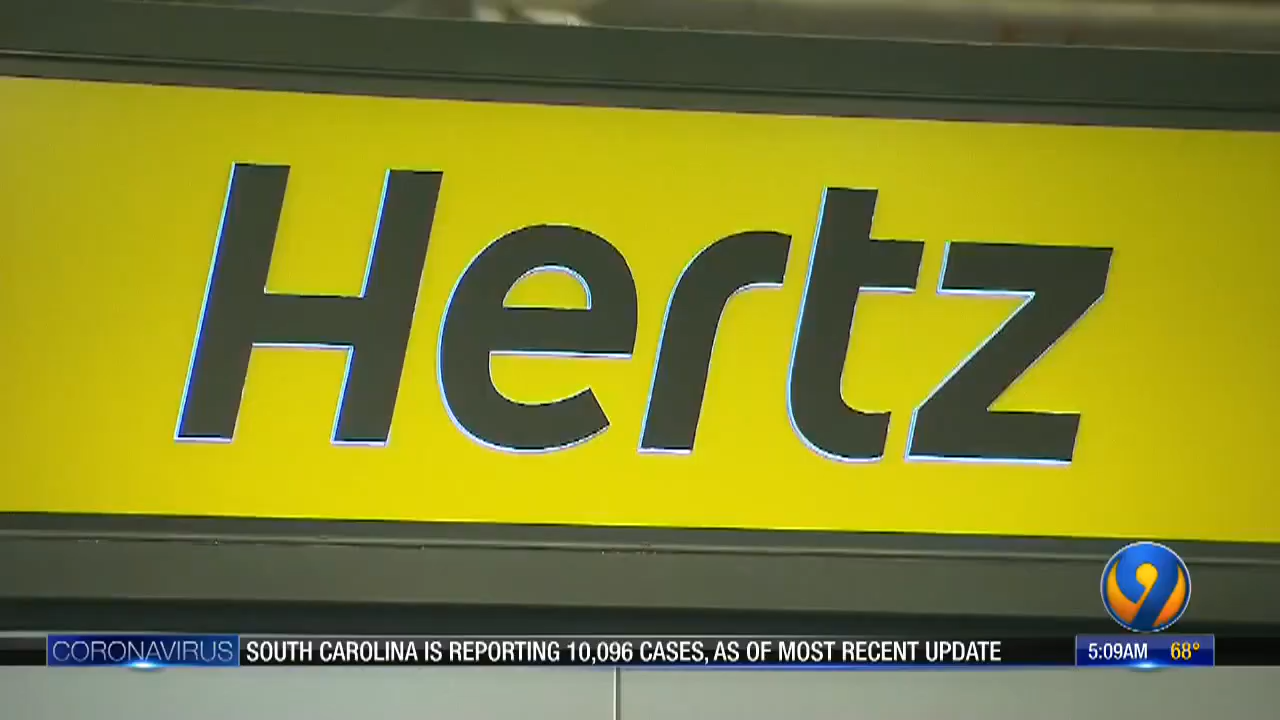 Hertz
9
CORONAVIRUS SOUTH CAROLINA IS REPORTING 10,096 CASES, AS OF MOST RECENT UPDATE 5:09AM 68°